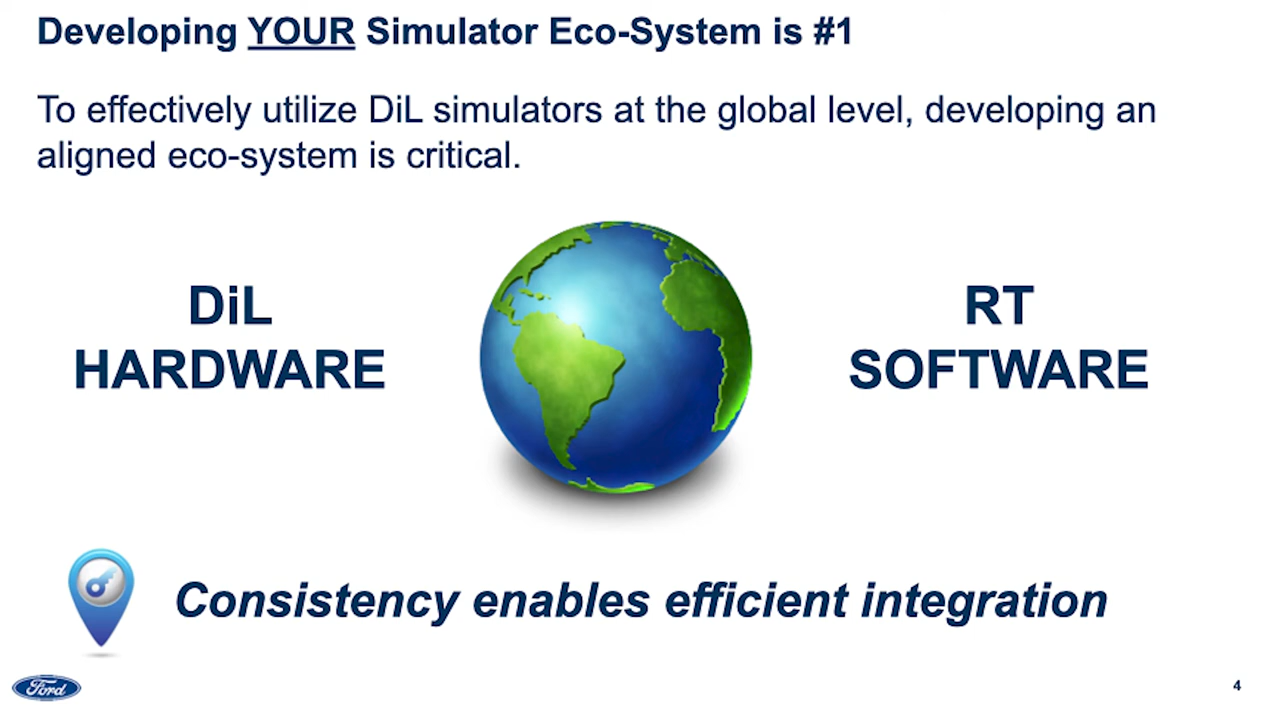 Developing YOUR Simulator Eco-System is #1
To effectively utilize DiL simulators at the global level, developing an
aligned eco-system is critical.
DiL
HARDWARE
RT
SOFTWARE
Consistency enables efficient integration
Ford
4